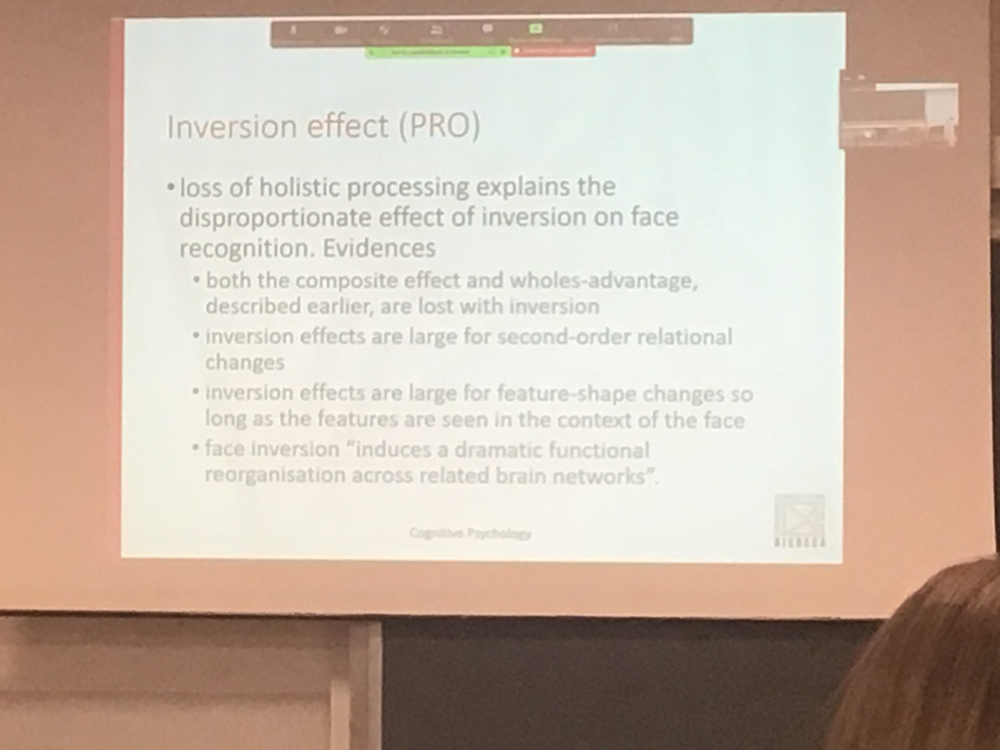 Inversion effect (PRO)
• loss of holistic processing explains the
disproportionate effect of inversion on face
recognition. Evidences
• both the composite effect and wholes-advantage,
described earlier, are lost with inversion
• inversion effects are large for second-order relational
changes
• inversion effects are large for feature-shape changes so
long as the features are seen in the context of the face
• face inversion “induces a dramatic functional
reorganisation across related brain networks”.
Cognitive Psychology
BICOCCA